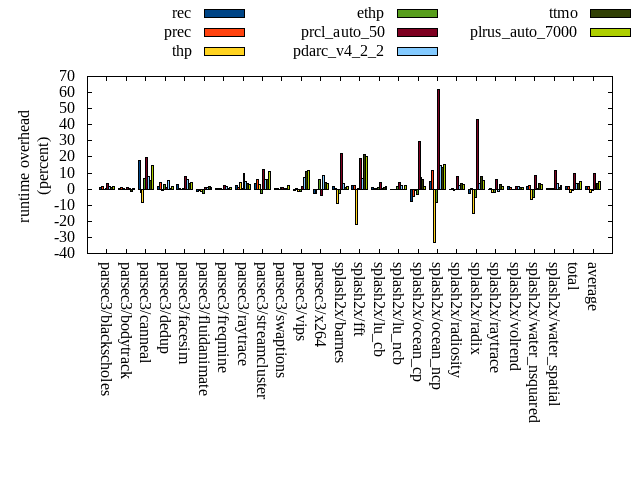 rec
prec
thp
ethp
prcl_auto_50
pdarc_v4_2_2
ttmo
plrus_auto_7000
runtime overhead
(percent)
70
60
50
40
30
20
10
0
-10
-20
-30
-40
parsec3/blackscholes
parsec3/bodytrack
parsec3/canneal
parsec3/dedup
parsec3/facesim
parsec3/fluidanimate
parsec3/freqmine
parsec3/raytrace
parsec3/streamcluster
parsec3/swaptions
parsec3/vips
parsec3/x264
splash2x/barnes
splash2x/fft
splash2x/lu_cb
splash2x/lu_ncb
splash2x/ocean_cp
splash2x/ocean_ncp
splash2x/radiosity
splash2x/radix
splash2x/raytrace
splash2x/volrend
splash2x/water_nsquared
splash2x/water_spatial
total
average